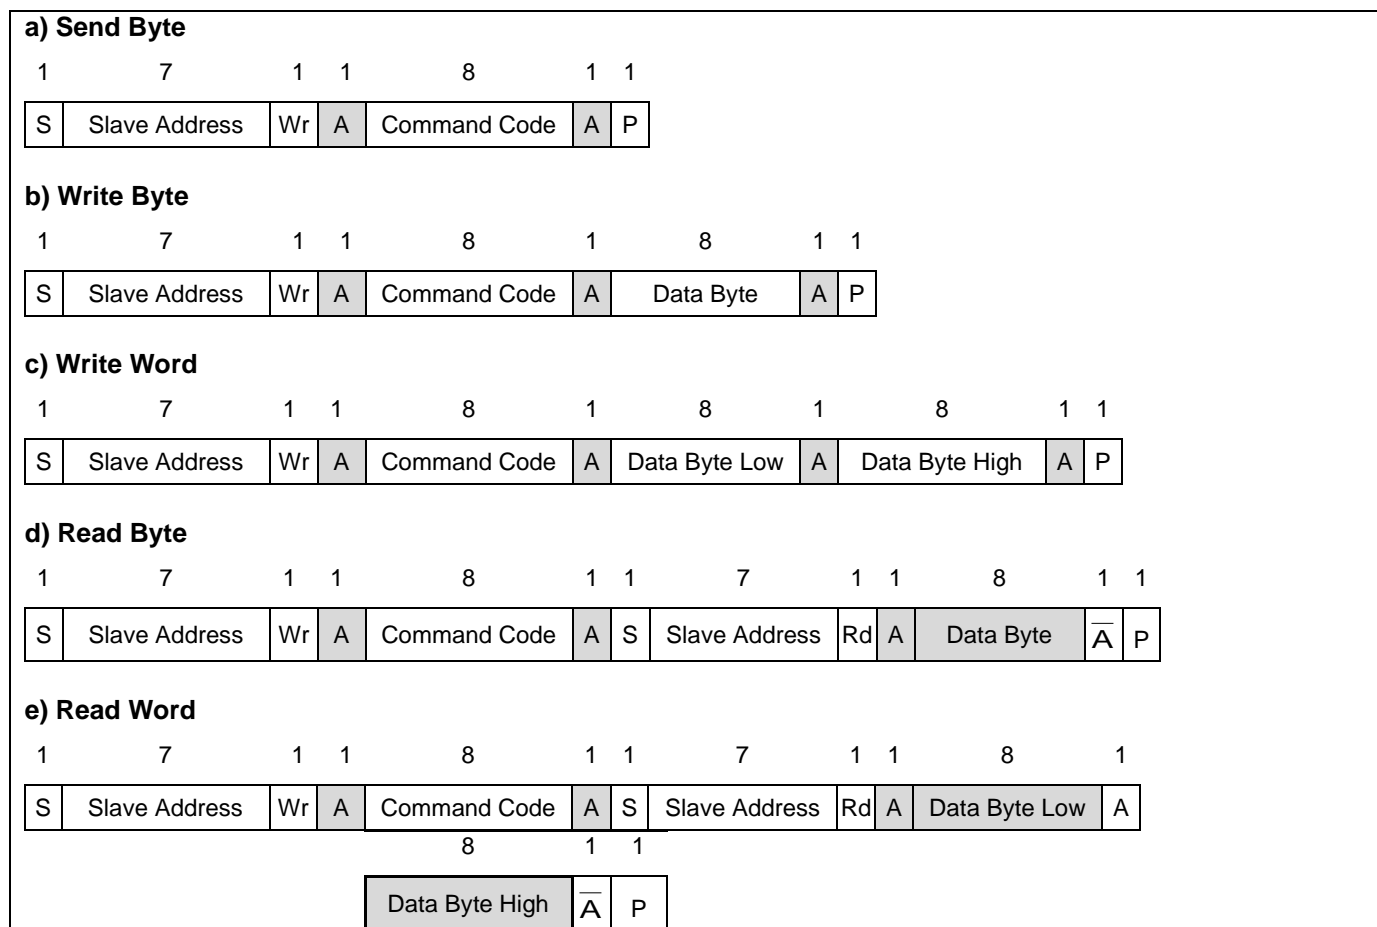 a) Send Byte
1 7 1 1 8 1 1
S Slave Address Wr A Command Code A P
b) Write Byte
1 7 1 1 8 1 8 1 1
S Slave Address Wr A Command Code A Data Byte A P
c) Write Word
1 7 1 1 8 1 8 1 8 1 1
S Slave Address Wr A Command Code A Data Byte Low A Data Byte High A P
d) Read Byte
1 7 1 1 8 1 1 7 1 1 8 1 1
S Slave Address Wr A Command Code A S Slave Address Rd A Data Byte A̅ P
e) Read Word
1 7 1 1 8 1 1 7 1 1 8 1
S Slave Address Wr A Command Code A S Slave Address Rd A Data Byte Low A
8 1 1
Data Byte High A̅ P